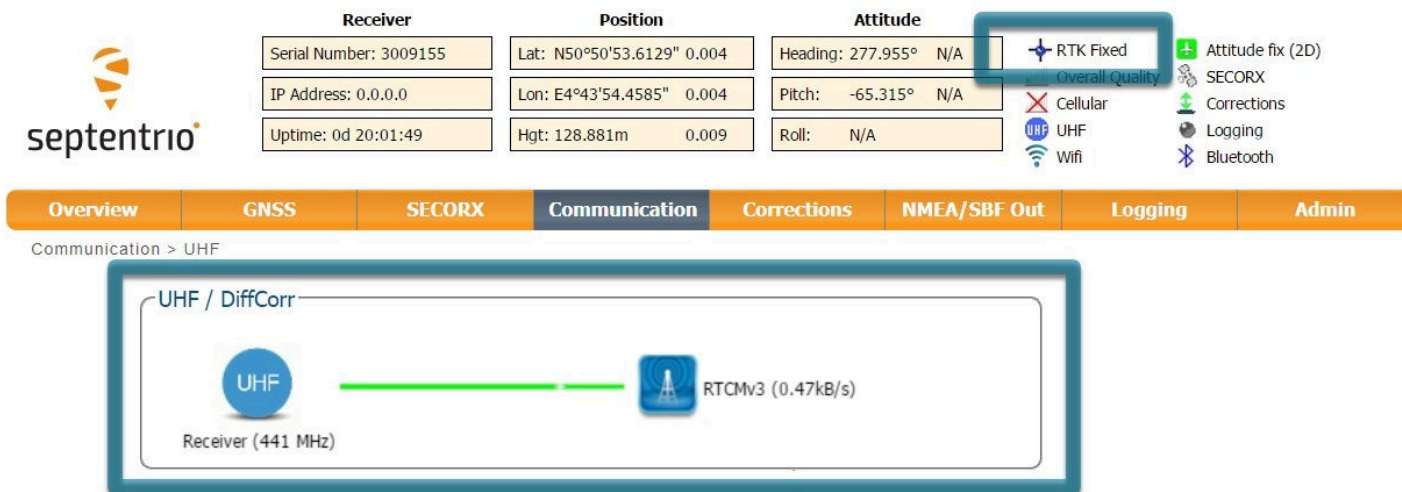 septentrio
Receiver
Serial Number: 3009155
IP Address: 0.0.0.0
Uptime: 0d 20:01:49
Position
Lat: N50°50'53.6129" 0.004
Lon: E4°43'54.4585" 0.004
Hgt: 128.881m 0.009
Attitude
Heading: 277.955° N/A
Pitch: -65.315° N/A
Roll: N/A
RTK Fixed
Overall Quality
Cellular
UHF UHF
Wifi
Attitude fix (2D)
SECORX
Corrections
Logging
Bluetooth
Overview GNSS SECORX Communication Corrections NMEA/SBF Out Logging Admin
Communication > UHF
UHF / DiffCorr
UHF
RTCMv3 (0.47kB/s)
Receiver (441 MHz)